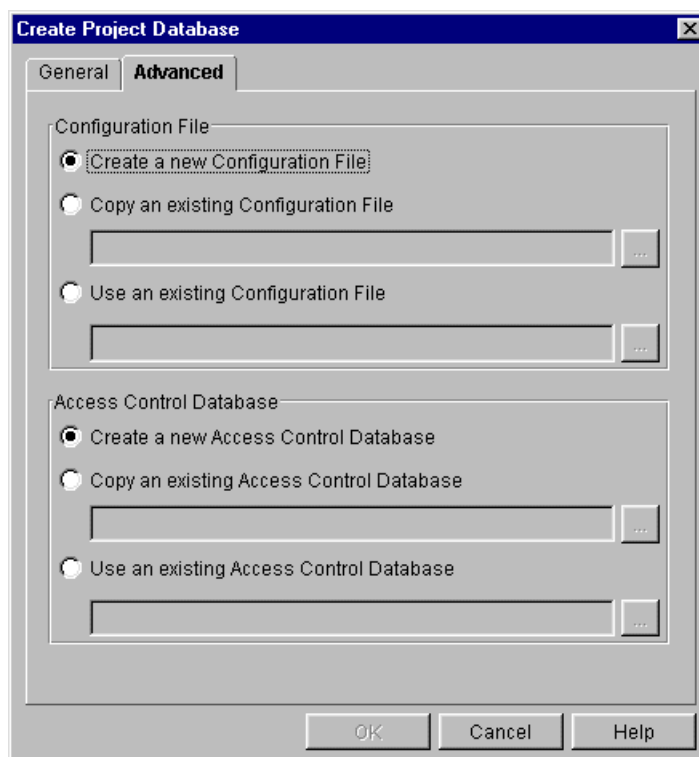 Create Project Database
General Advanced
Configuration File
Create a new Configuration File
Copy an existing Configuration File
...
Use an existing Configuration File
...
Access Control Database
Create a new Access Control Database
Copy an existing Access Control Database
...
Use an existing Access Control Database
...
OK Cancel Help